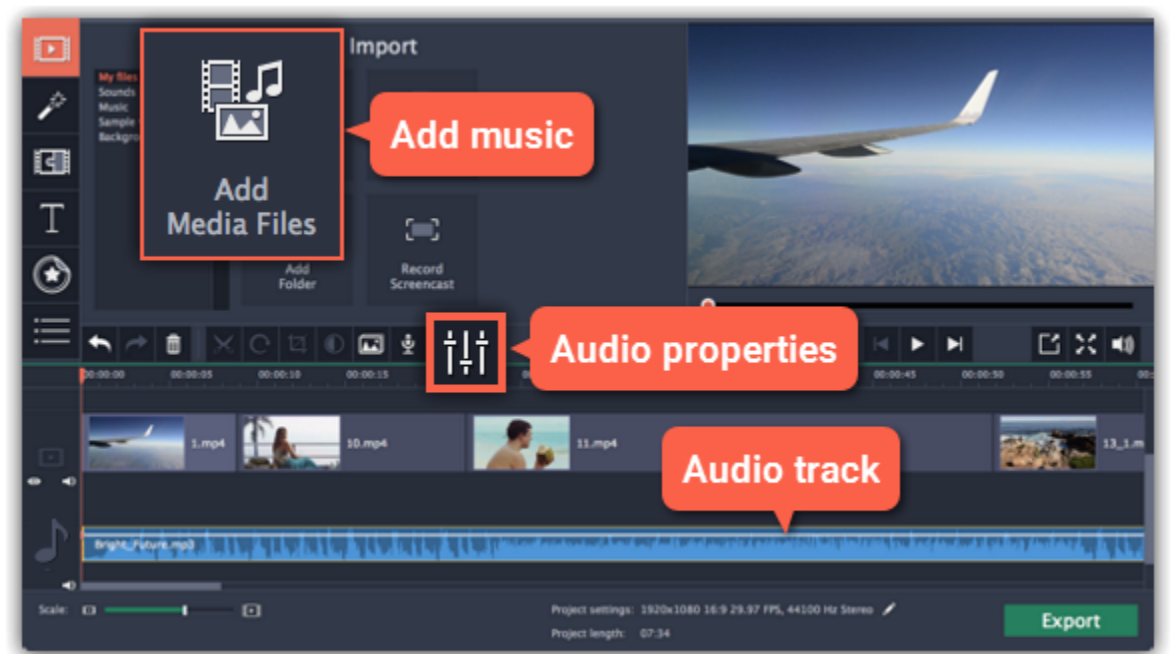 Import
My files
Sounds
Music
Sample
Backgro
Add
Media Files
Add music
Add
Folder
Record
Screencast
Audio properties
00:00:00 00:00:05 00:00:10 00:00:15 00:00:45 00:00:50 00:00:55
1.mp4 10.mp4 11.mp4 13_1.m
Audio track
Bright_Future.mp3
Scale:
Project settings: 1920x1080 16:9 29.97 FPS, 44100 Hz Stereo
Project length: 07:34
Export